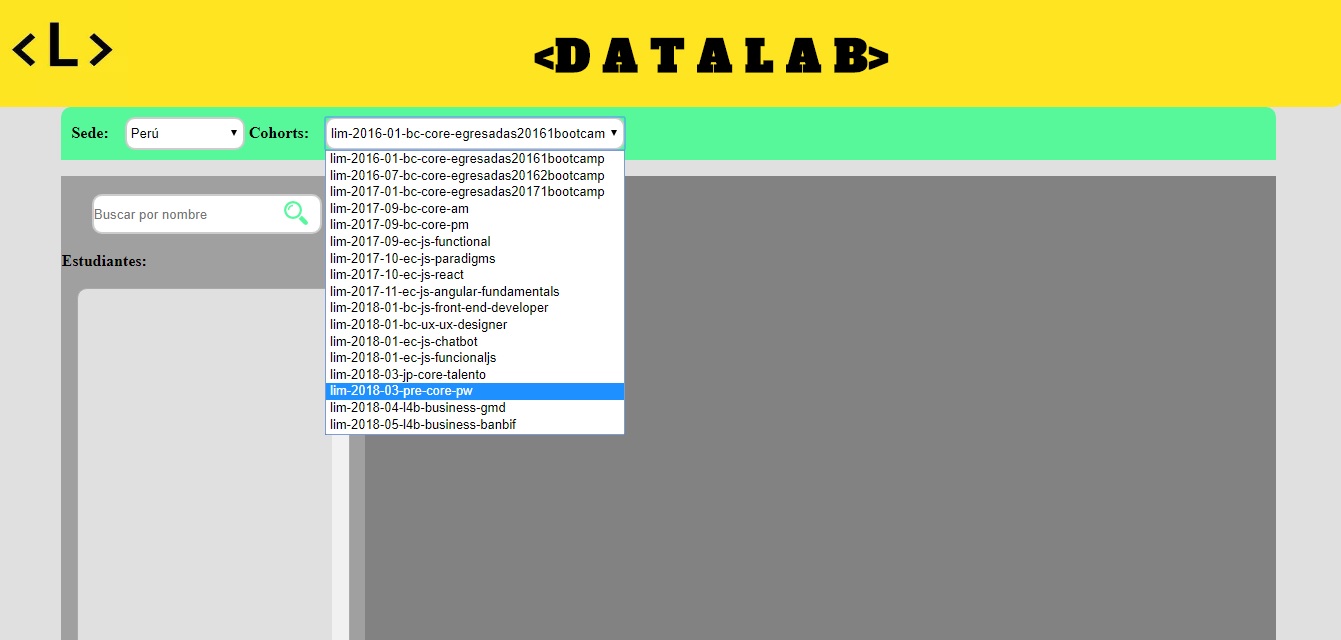 <L>
<DATALAB>
Sede: Perú Cohorts: lim-2016-01-bc-core-egresadas20161bootcam
lim-2016-01-bc-core-egresadas20161bootcamp
lim-2016-07-bc-core-egresadas20162bootcamp
lim-2017-01-bc-core-egresadas20171bootcamp
lim-2017-09-bc-core-am
lim-2017-09-bc-core-pm
lim-2017-09-ec-js-functional
lim-2017-10-ec-js-paradigms
lim-2017-10-ec-js-react
lim-2017-11-ec-js-angular-fundamentals
lim-2018-01-bc-js-front-end-developer
lim-2018-01-bc-ux-ux-designer
lim-2018-01-ec-js-chatbot
lim-2018-01-ec-js-funcionaljs
lim-2018-03-jp-core-talento
lim-2018-03-pre-core-pw
lim-2018-04-l4b-business-gmd
lim-2018-05-l4b-business-banbif
Buscar por nombre
Estudiantes: